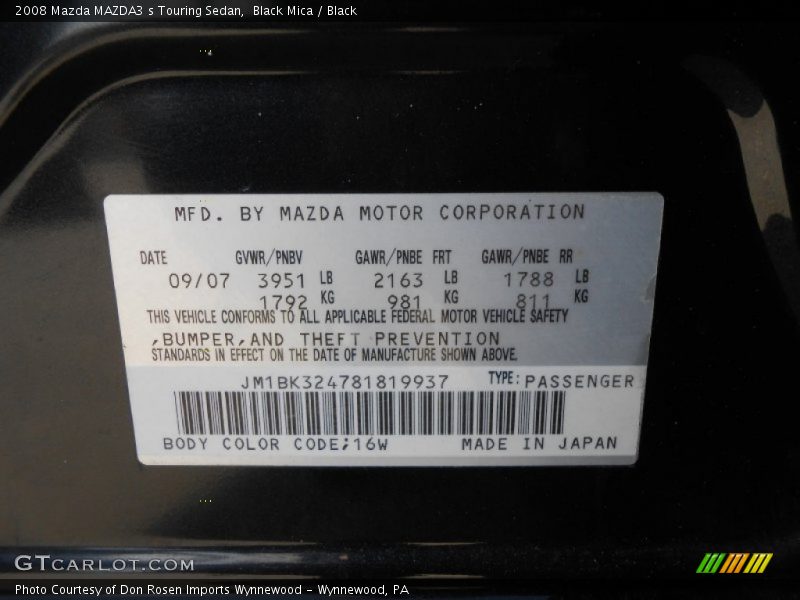 2008 Mazda MAZDA3 s Touring Sedan,  Black Mica / Black
MFD. BY MAZDA MOTOR CORPORATION
DATE GVWR/PNBV GAWR/PNBE FRT GAWR/PNBE RR
09/07 3951 LB 2163 LB 1788 LB
1792 KG 981 KG 811 KG
THIS VEHICLE CONFORMS TO ALL APPLICABLE FEDERAL MOTOR VEHICLE SAFETY
,BUMPER,AND THEFT PREVENTION
STANDARDS IN EFFECT ON THE DATE OF MANUFACTURE SHOWN ABOVE.
JM1BK324781819937 TYPE: PASSENGER
BODY COLOR CODE;16W MADE IN JAPAN
GTCARLOT.COM
Photo Courtesy of Don Rosen Imports Wynnewood – Wynnewood, PA